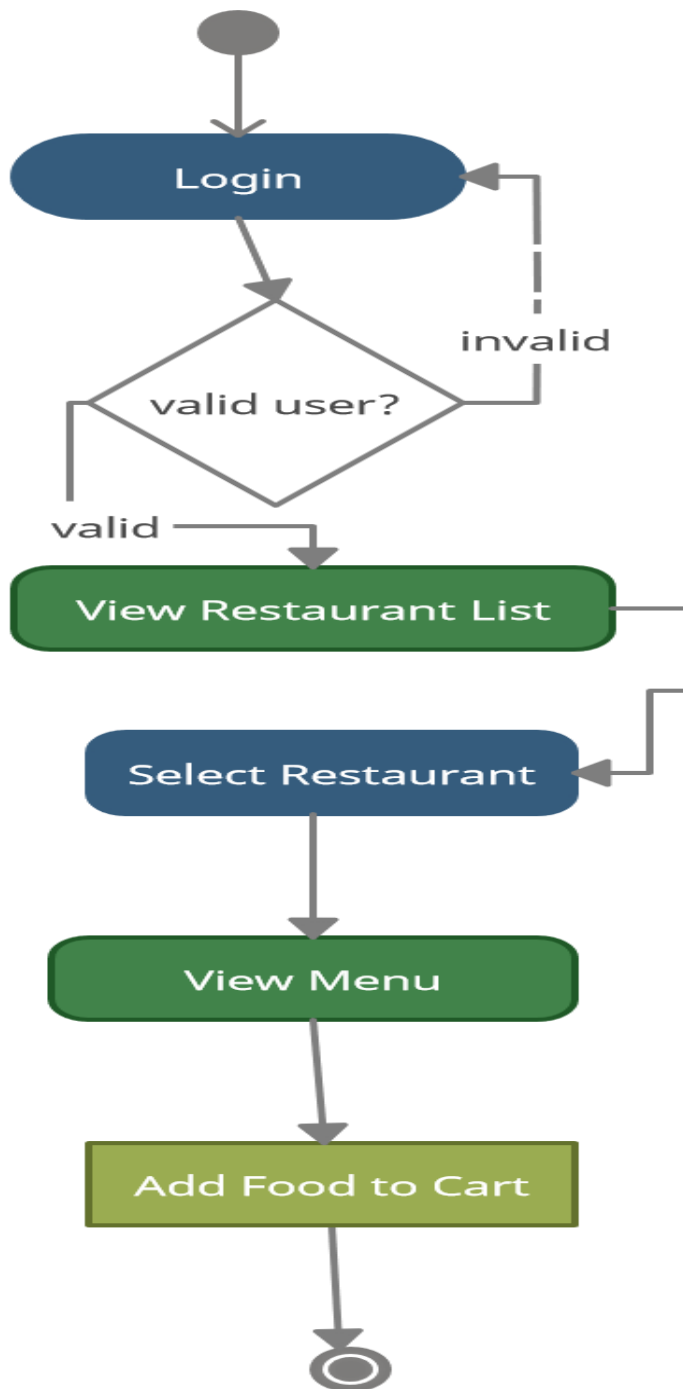 Login
invalid
valid user?
valid
View Restaurant List
Select Restaurant
View Menu
Add Food to Cart